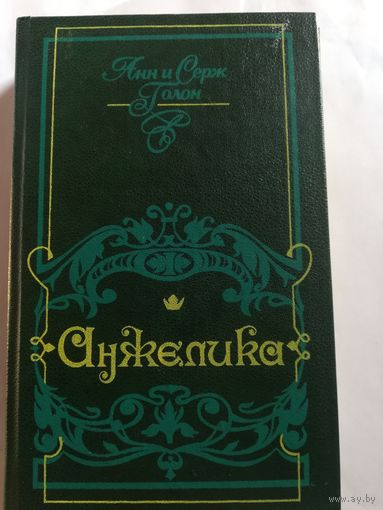 Анн и Серж
Голон
Анжелика
www.ay.by